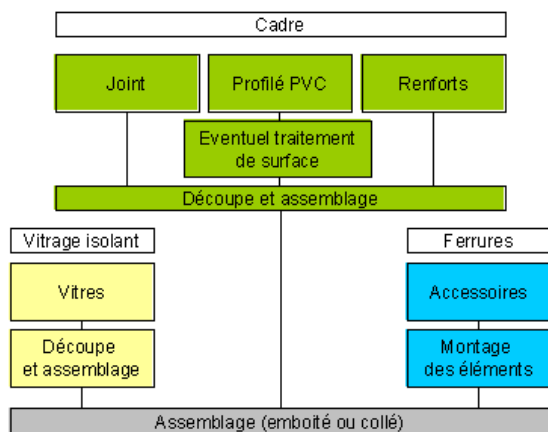 Cadre
Joint
Profilé PVC
Renforts
Eventuel traitement
de surface
Découpe et assemblage
Vitrage isolant
Ferrures
Vitres
Accessoires
Découpe
et assemblage
Montage
des éléments
Assemblage (emboité ou collé)